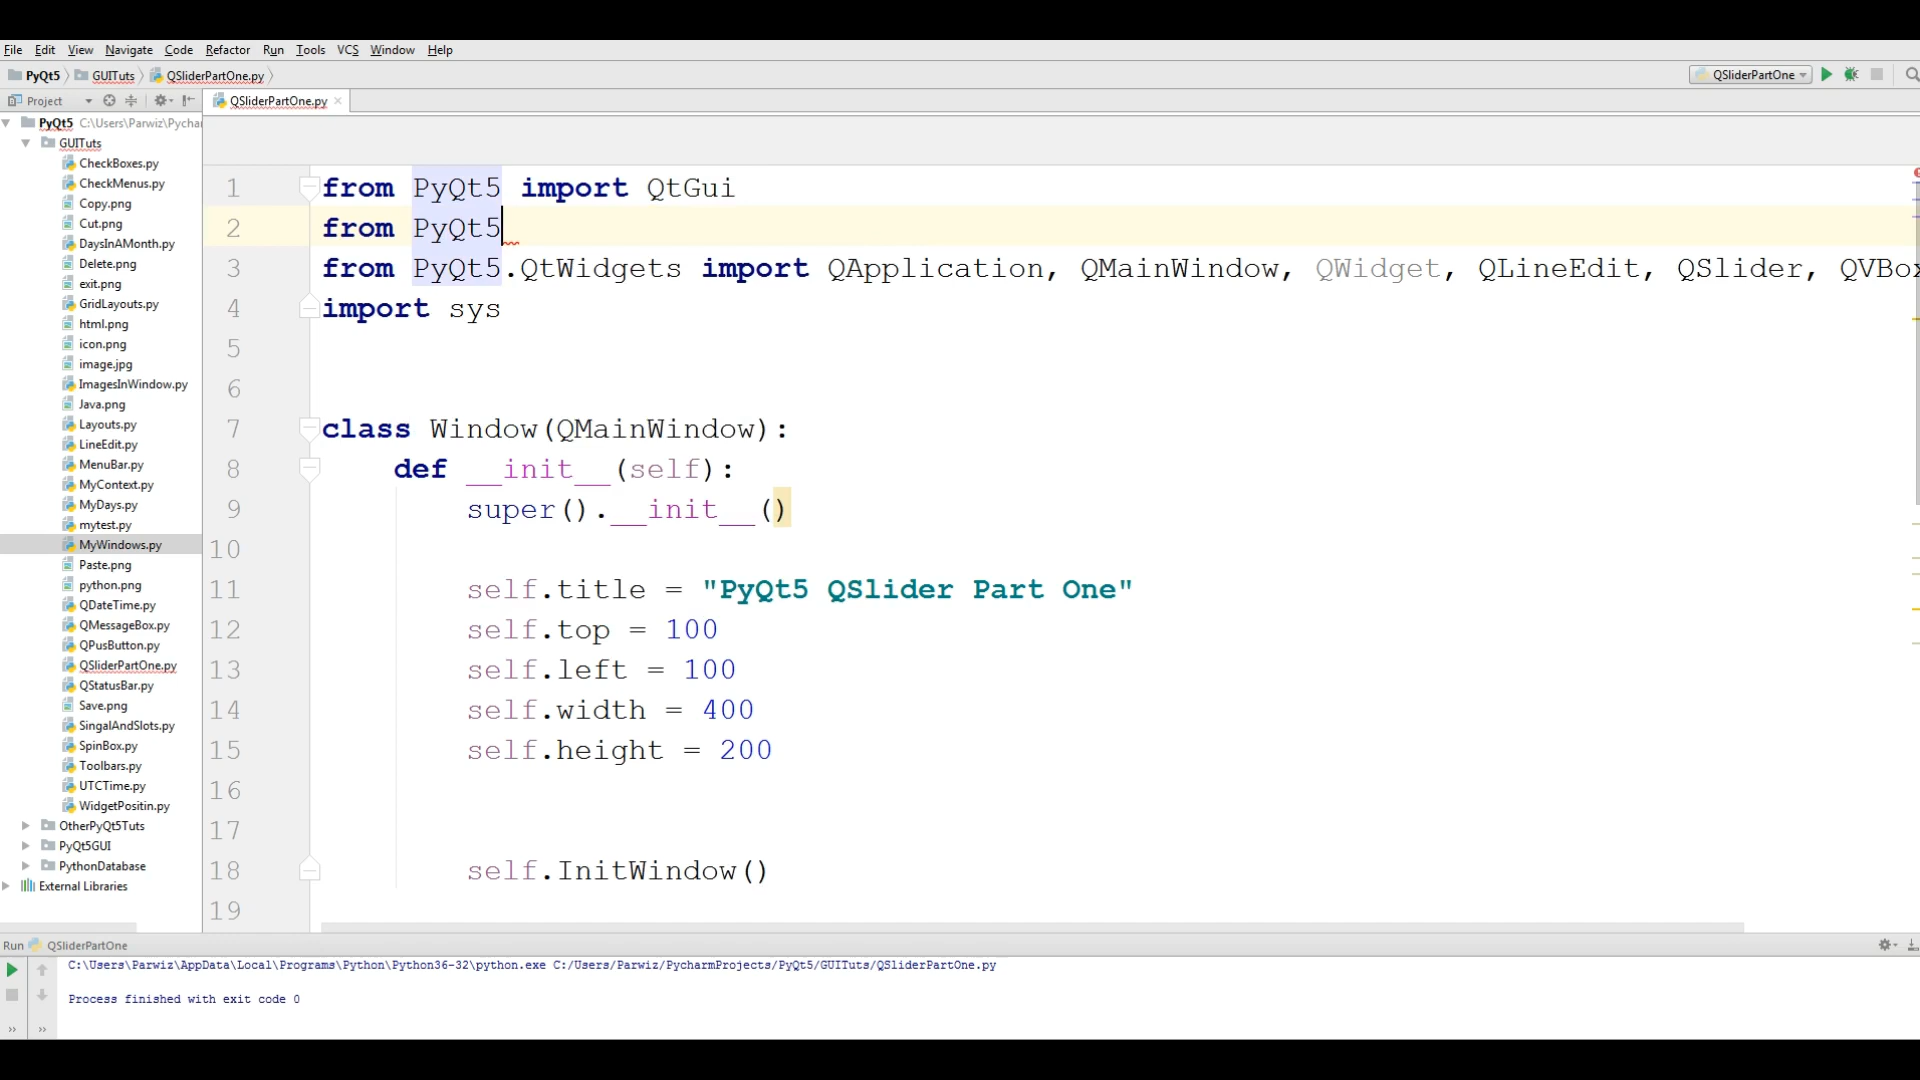 File Edit View Navigate Code Refactor Run Tools VCS Window Help
PyQt5 GUITuts QSliderPartOne.py QSliderPartOne
Project QSliderPartOne.py
PyQt5 C:\Users\Parwiz\Pychar
GUITuts
CheckBoxes.py
CheckMenus.py
Copy.png
Cut.png
DaysInAMonth.py
Delete.png
exit.png
GridLayouts.py
html.png
icon.png
image.jpg
ImagesInWindow.py
Java.png
Layouts.py
LineEdit.py
MenuBar.py
MyContext.py
MyDays.py
mytest.py
MyWindows.py
Paste.png
python.png
QDateTime.py
QMessageBox.py
QPusButton.py
QSliderPartOne.py
QStatusBar.py
Save.png
SingalAndSlots.py
SpinBox.py
Toolbars.py
UTCTime.py
WidgetPositin.py
OtherPyQt5Tuts
PyQt5GUI
PythonDatabase
External Libraries
1 from PyQt5 import QtGui
2 from PyQt5
3 from PyQt5.QtWidgets import QApplication, QMainWindow, QWidget, QLineEdit, QSlider, QVBox
4 import sys
5
6
7 class Window(QMainWindow):
8 def __init__(self):
9 super().__init__()
10
11 self.title = "PyQt5 QSlider Part One"
12 self.top = 100
13 self.left = 100
14 self.width = 400
15 self.height = 200
16
17
18 self.InitWindow()
19
Run QSliderPartOne
C:\Users\Parwiz\AppData\Local\Programs\Python\Python36-32\python.exe C:/Users/Parwiz/PycharmProjects/PyQt5/GUITuts/QSliderPartOne.py
Process finished with exit code 0